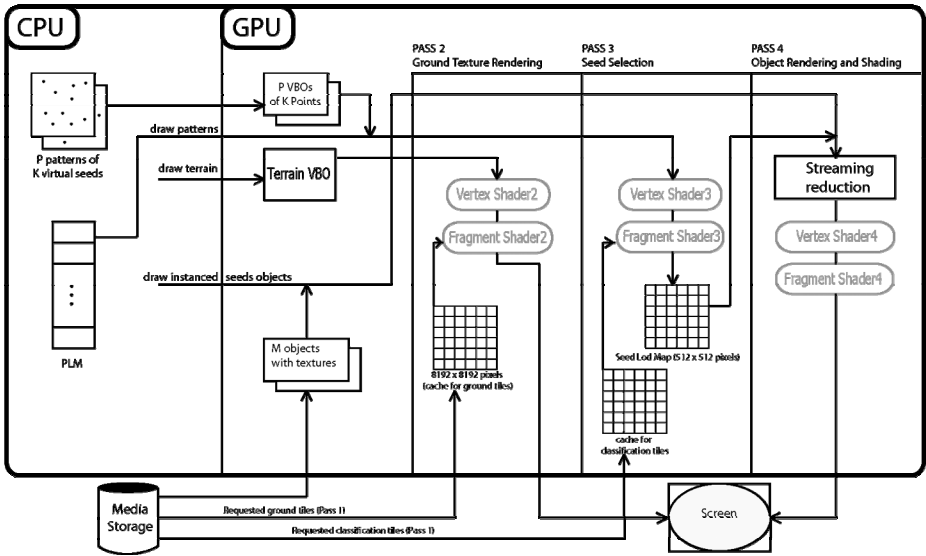 CPU
GPU
PASS 2
Ground Texture Rendering
PASS 3
Seed Selection
PASS 4
Object Rendering and Shading
P VBOs
of K Points
draw patterns
P patterns of
K virtual seeds
draw terrain
Terrain VBO
Vertex Shader2
Vertex Shader3
Streaming
reduction
Fragment Shader2
Fragment Shader3
Vertex Shader4
Fragment Shader4
draw instanced seeds objects
PLM
M objects
with textures
8192 x 8192 pixels
(cache for ground tiles)
Seed Lod Map (512 x 512 pixels)
cache for
classification tiles
Media
Storage
Requested ground tiles (Pass 1)
Requested classification tiles (Pass 1)
Screen